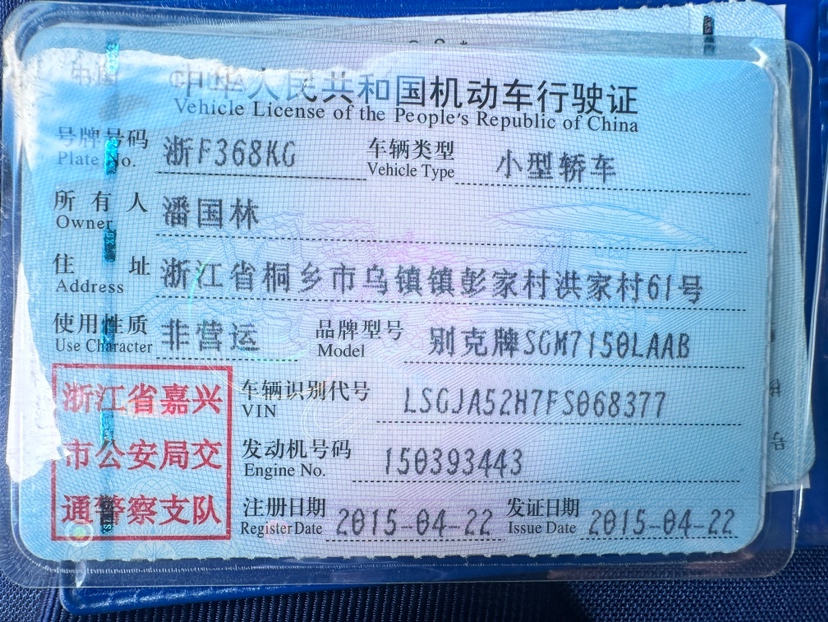 中华人民共和国机动车行驶证
Vehicle License of the People's Republic of China
号牌号码 浙F368KG 车辆类型 小型轿车
Plate No. Vehicle Type
所有人 潘国林
Owner
住址 浙江省桐乡市乌镇镇彭家村洪家村61号
Address
使用性质 非营运 品牌型号 别克牌SGM7150LAAB
Use Character Model
浙江省嘉兴
市公安局交
通警察支队
车辆识别代号 LSGJA52H7FS068377
VIN
发动机号码 150393443
Engine No.
注册日期 2015-04-22 发证日期 2015-04-22
Register Date Issue Date